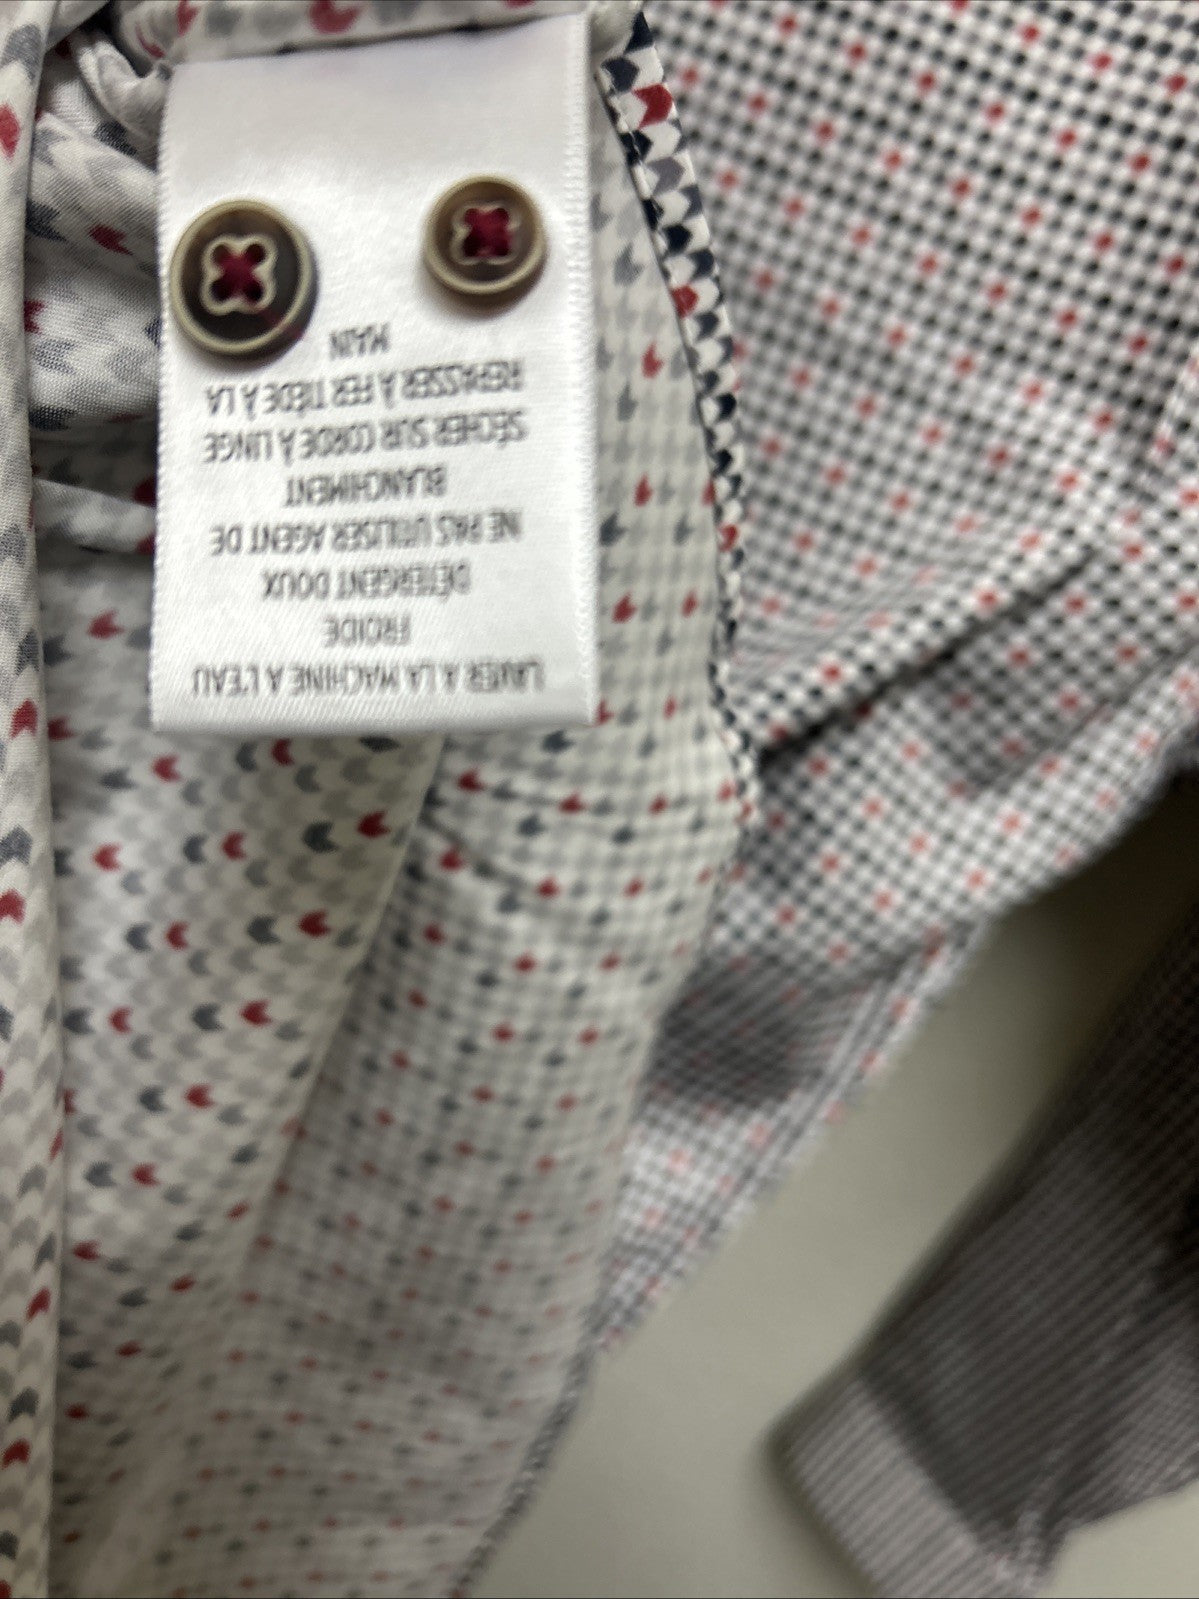 LAVER À LA MACHINE À L'EAU
FROIDE
DÉTERGENT DOUX
NE PAS UTILISER AGENT DE
BLANCHIMENT
SÉCHER SUR CORDE À LINGE
REPASSER À FER TIÈDE À LA
MAIN